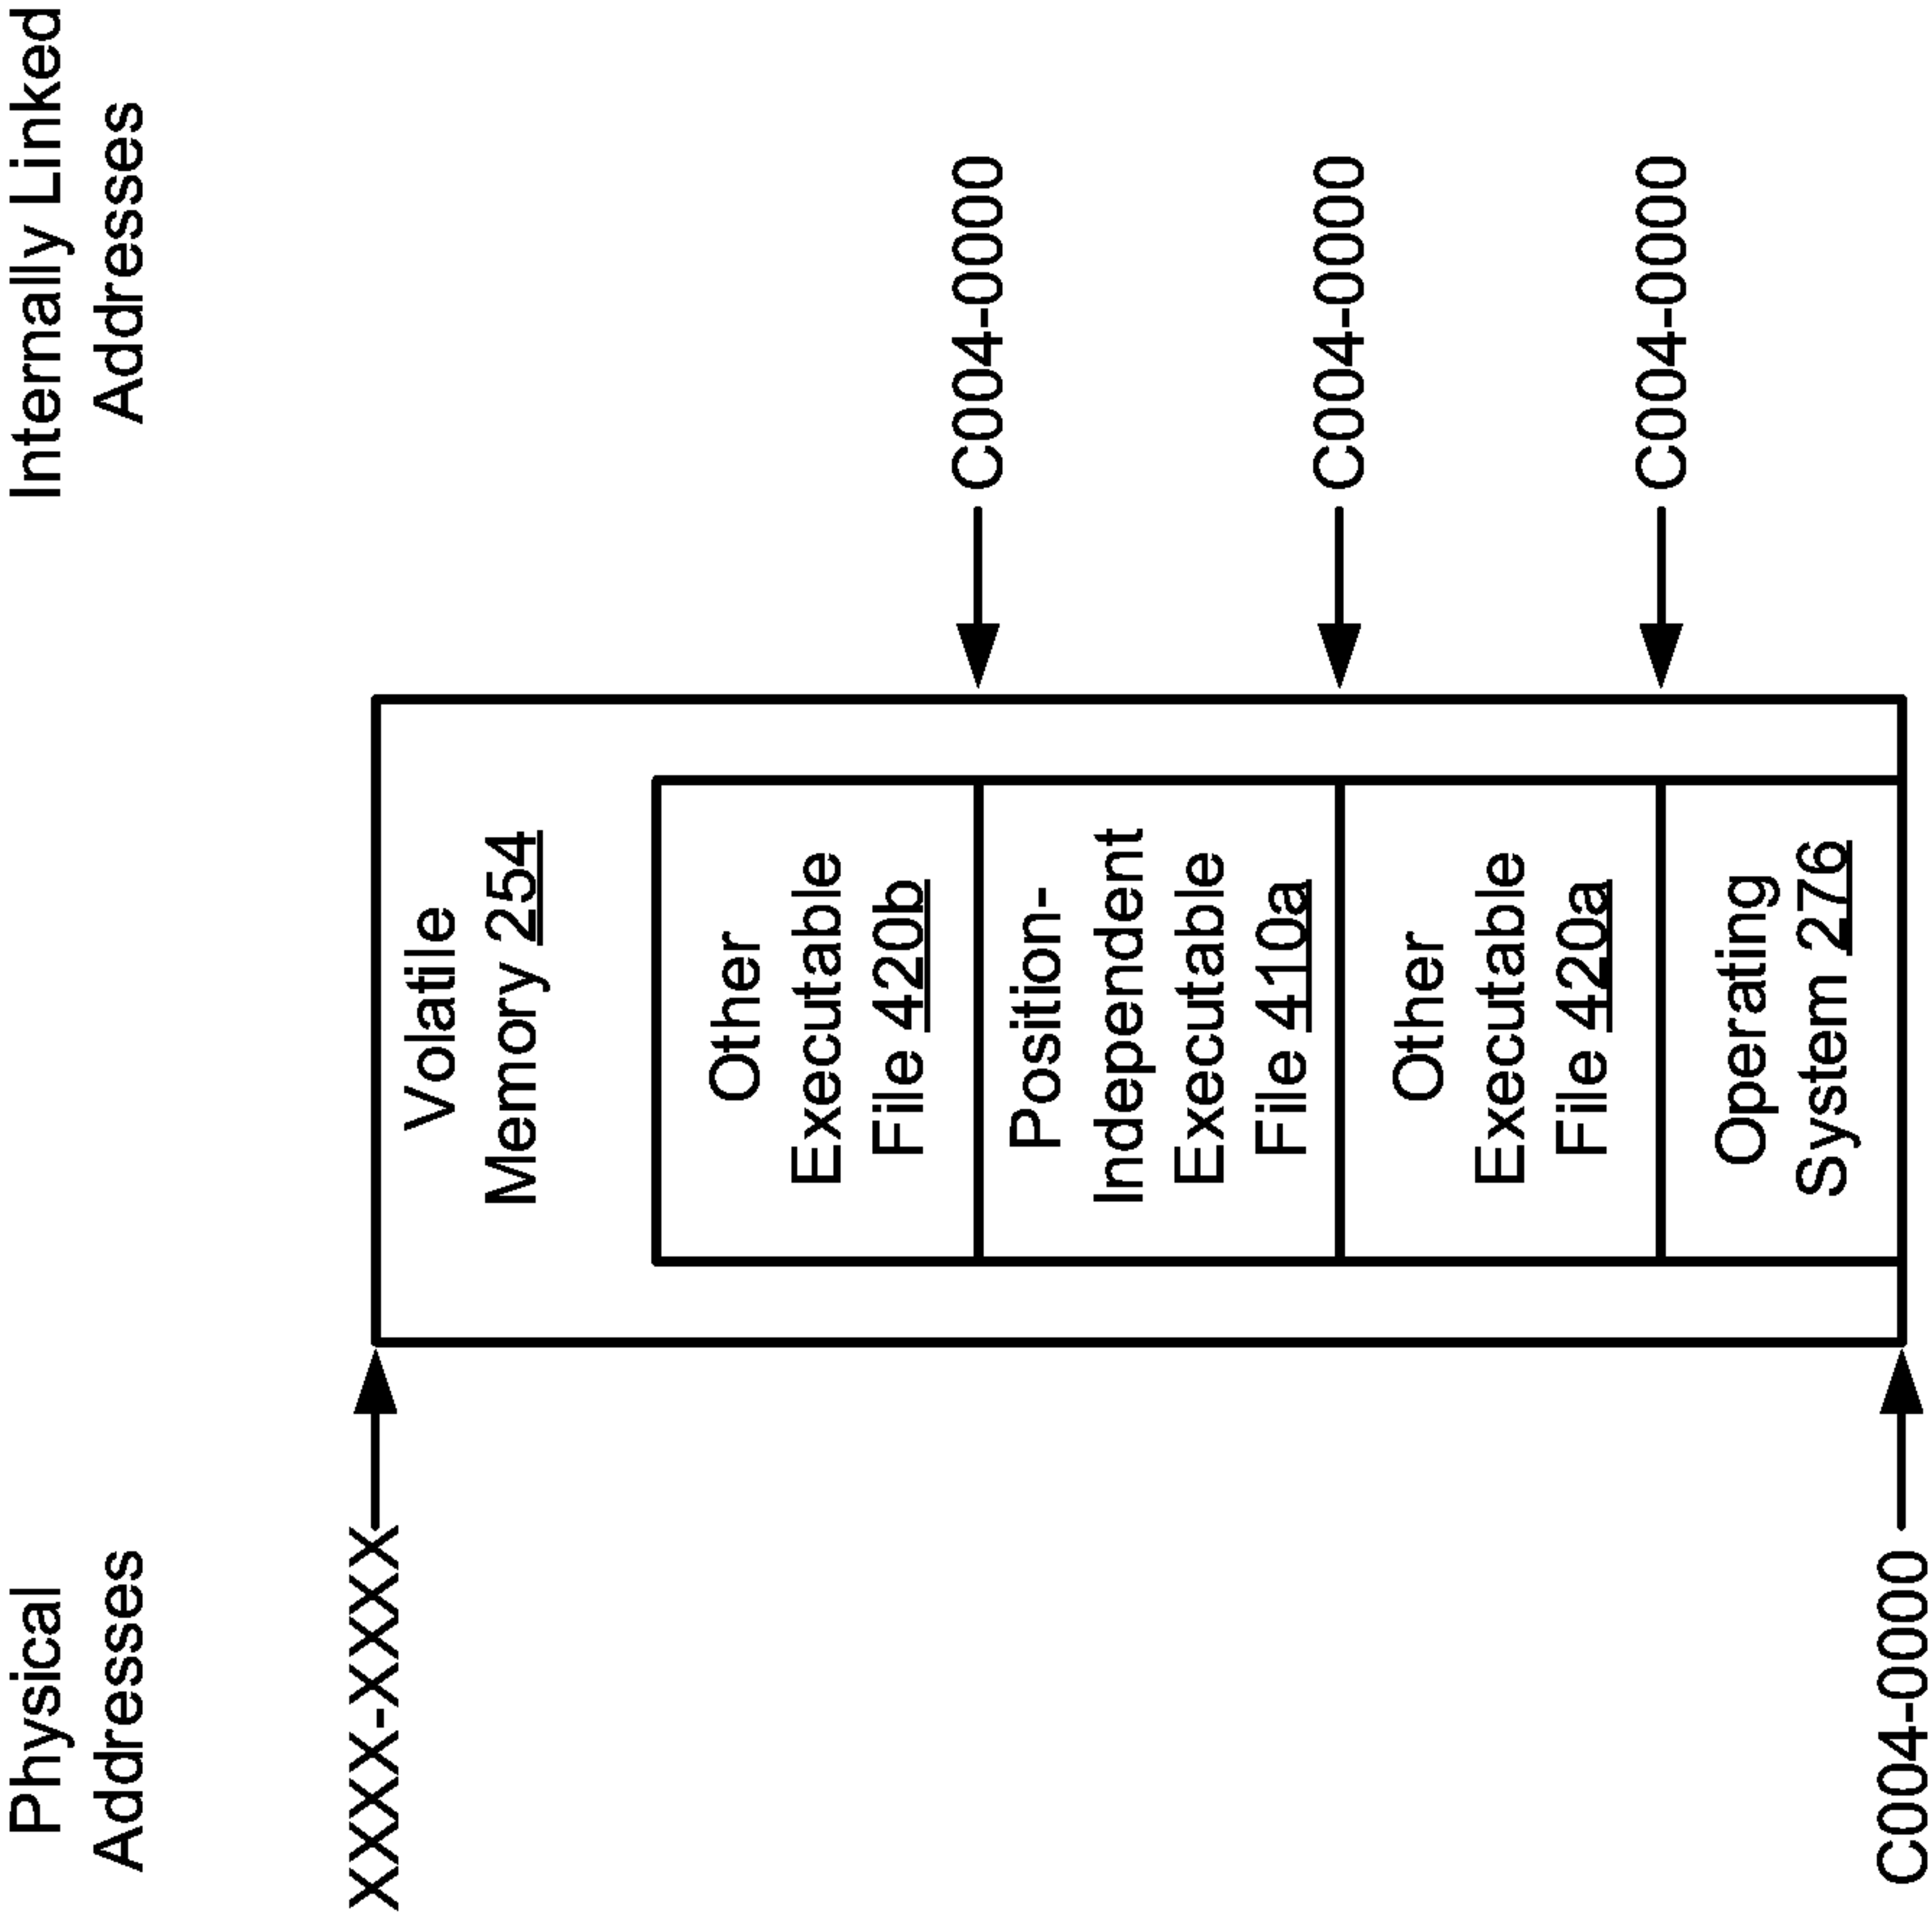 Physical
Addresses
Internally Linked
Addresses
XXXX-XXXX
Volatile
Memory 254
Other
Executable
File 420b
C004-0000
Position-
Independent
Executable
File 410a
C004-0000
Other
Executable
File 420a
C004-0000
Operating
System 276
C004-0000